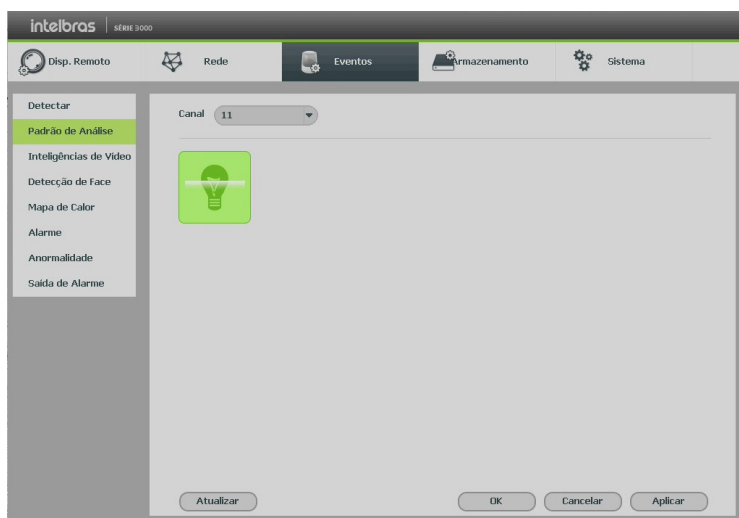 intelbras SÉRIE 3000
Disp. Remoto Rede Eventos Armazenamento Sistema
Detectar
Padrão de Análise
Inteligências de Vídeo
Detecção de Face
Mapa de Calor
Alarme
Anormalidade
Saída de Alarme
Canal 11
Atualizar OK Cancelar Aplicar